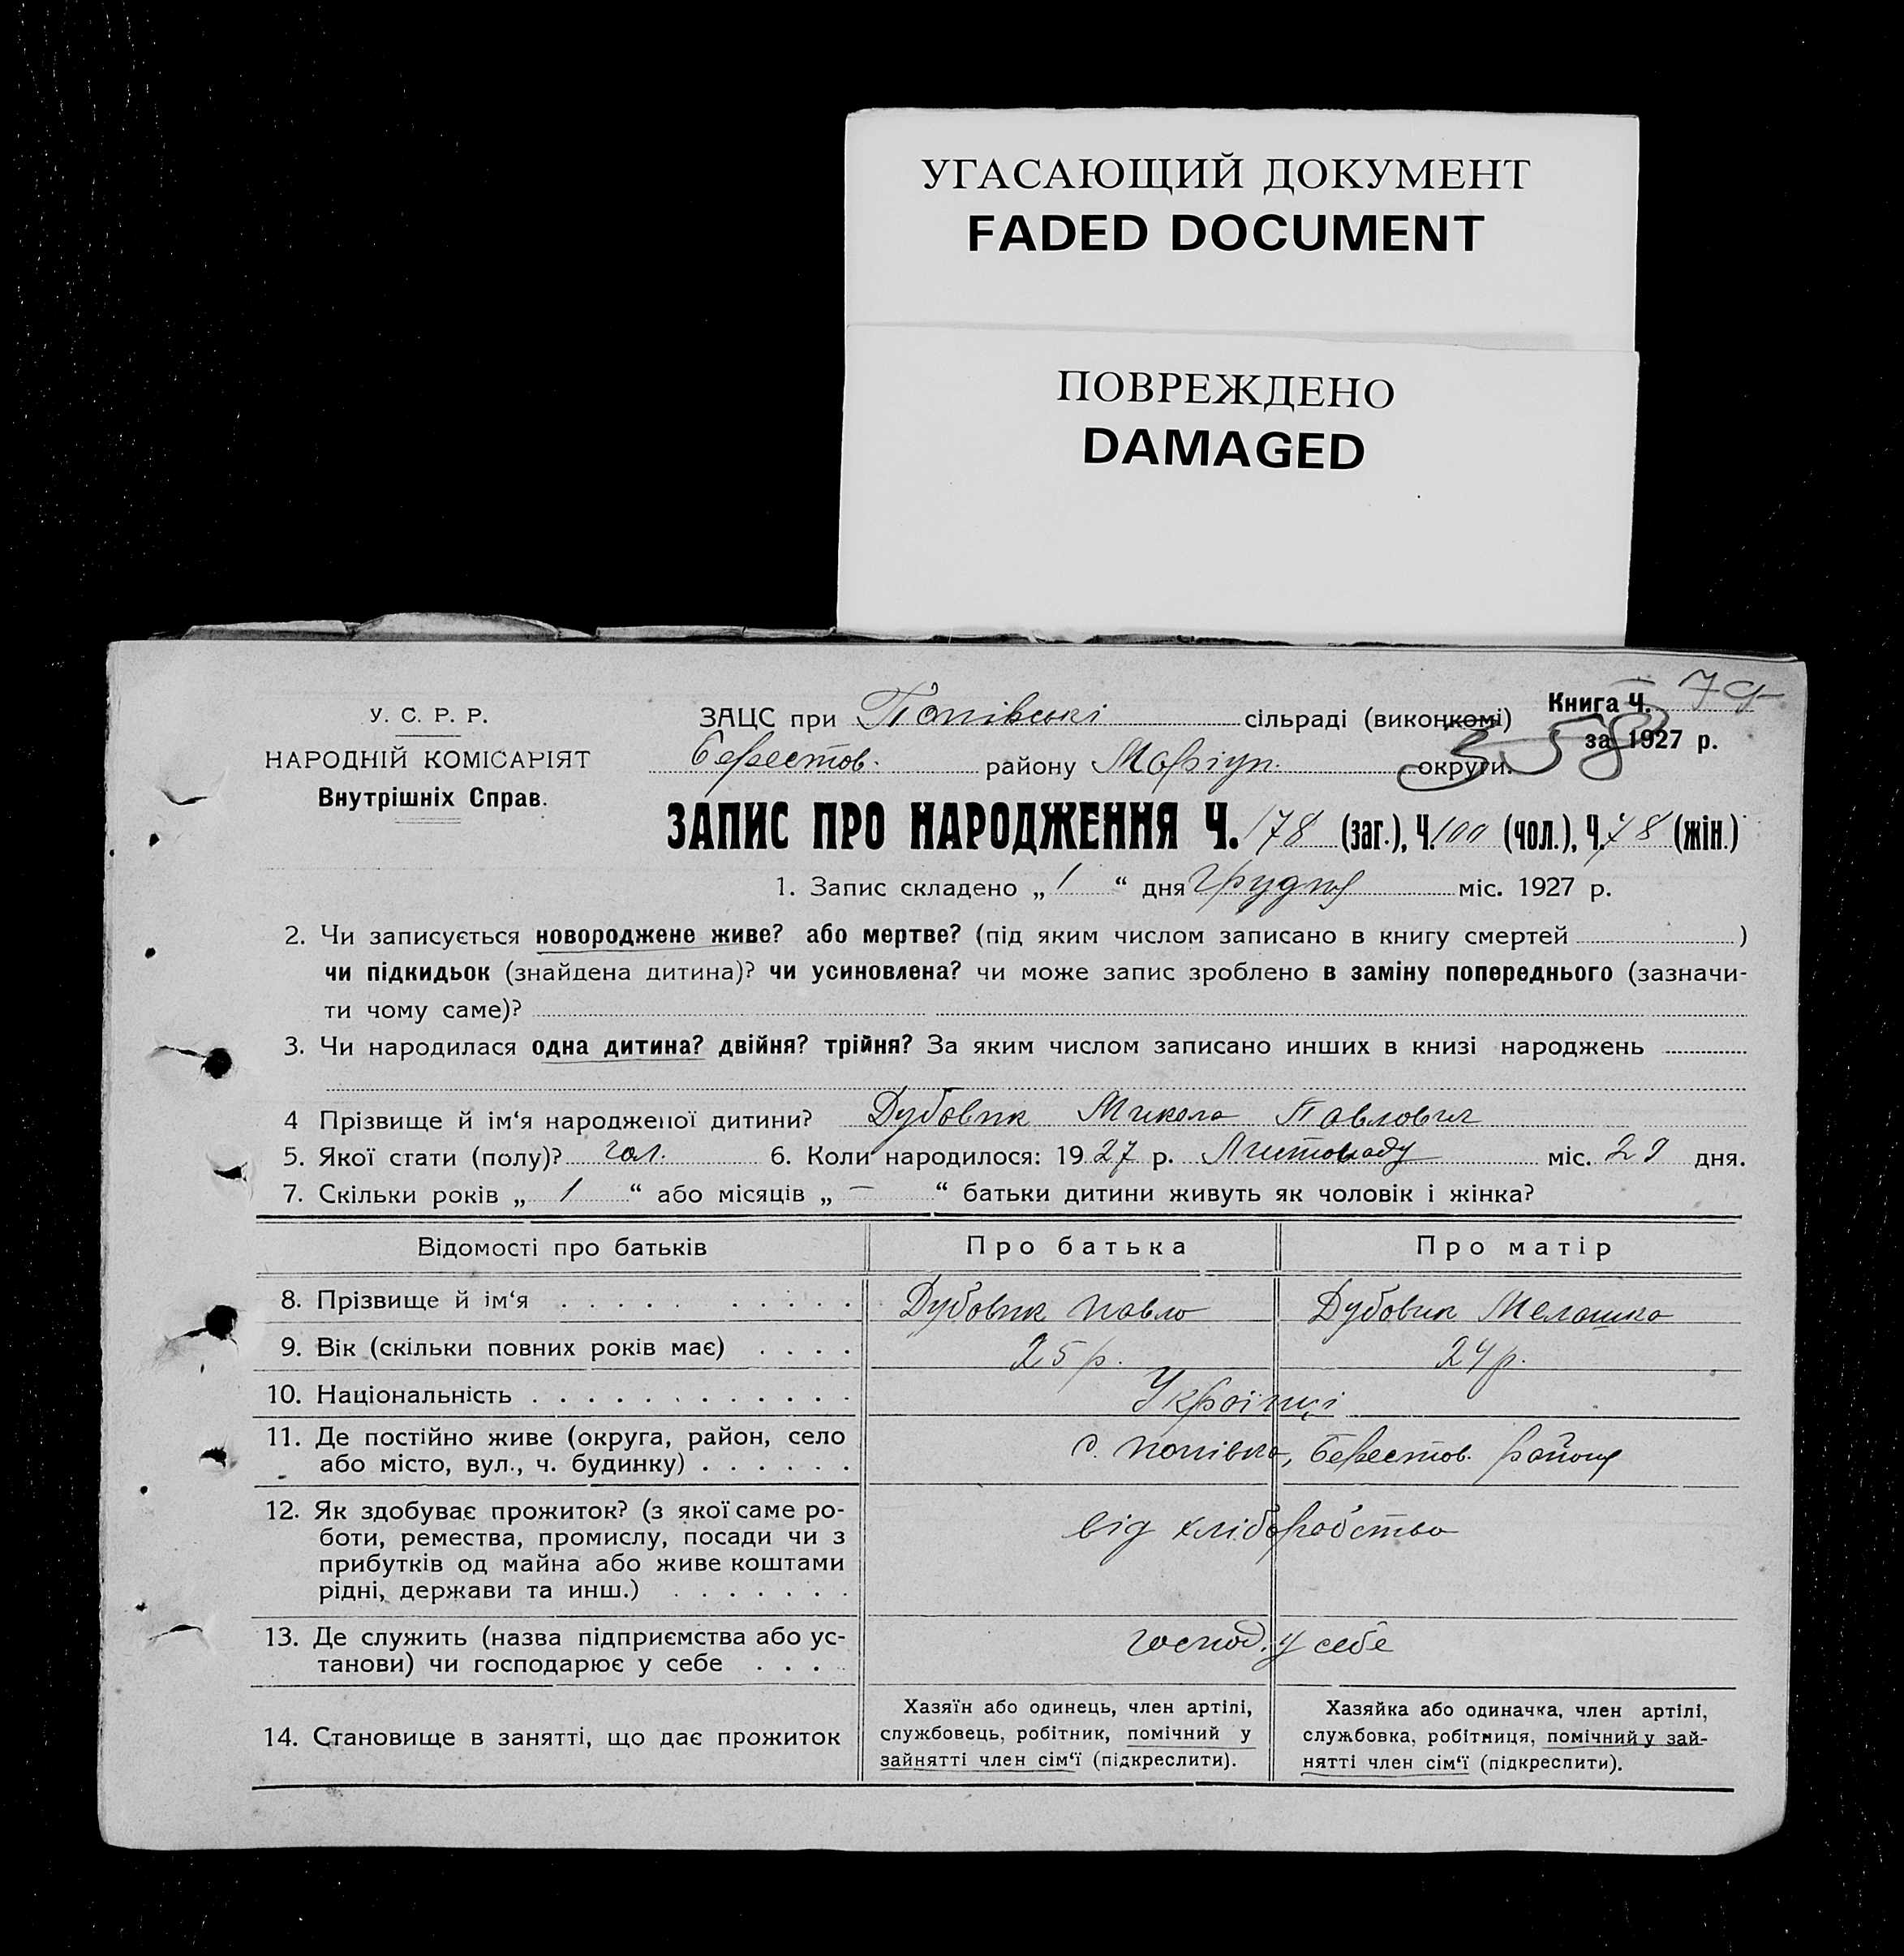 УГАСАЮЩИЙ ДОКУМЕНТ
FADED DOCUMENT
ПОВРЕЖДЕНО
DAMAGED
У. С. Р. Р.
НАРОДНІЙ КОМІСАРІЯТ
Внутрішніх Справ.
ЗАЦС при Попівські сільраді (виконкомі)
Книга Ч.
за 1927 р.
Берестов. району Маріуп. округи.
358
ЗАПИС ПРО НАРОДЖЕННЯ Ч. 178 (заг.), Ч. 100 (чол.), Ч. 78 (жін.)
1. Запис складено „ 1 “ дня Грудня міс. 1927 р.
2. Чи записується новороджене живе? або мертве? (під яким числом записано в книгу смертей )
чи підкидьок (знайдена дитина)? чи усиновлена? чи може запис зроблено в заміну попереднього (зазначи-
ти чому саме)?
3. Чи народилася одна дитина? двійня? трійня? За яким числом записано инших в книзі народжень
4 Прізвище й ім‘я народженої дитини? Дубовик Микола Павлович
5. Якої стати (полу)? чол. 6. Коли народилося: 1927 р. Листопаду міс. 29 дня.
7. Скільки років „ 1 “ або місяців „ — “ батьки дитини живуть як чоловік і жінка?
Відомості про батьків Про батька Про матір
8. Прізвище й ім‘я Дубовик Павло Дубовик Мелашка
9. Вік (скільки повних років має) 25 р. 24 р.
10. Національність Українці
11. Де постійно живе (округа, район, село
або місто, вул., ч. будинку) с. Попівка, Берестов. району
12. Як здобуває прожиток? (з якої саме ро-
боти, ремества, промислу, посади чи з
прибутків од майна або живе коштами
рідні, держави та инш.)
від хліборобства
13. Де служить (назва підприємства або ус-
танови) чи господарює у себе
господ. у себе
14. Становище в занятті, що дає прожиток
Хазяїн або одинець, член артілі,
службовець, робітник, помічний у
зайнятті член сім‘ї (підкреслити).
Хазяйка або одиначка, член артілі,
службовка, робітниця, помічний у зай-
нятті член сім‘ї (підкреслити).